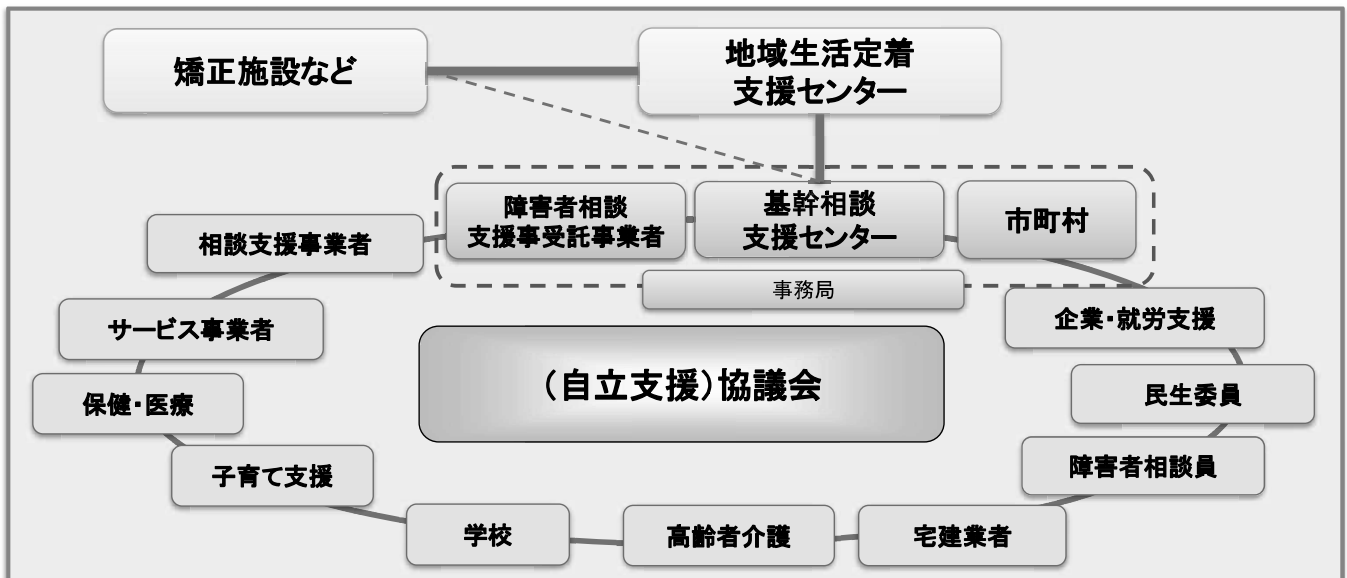 矯正施設など
地域生活定着
支援センター
障害者相談
支援事受託事業者
基幹相談
支援センター
市町村
事務局
相談支援事業者
サービス事業者
保健・医療
子育て支援
学校
高齢者介護
宅建業者
障害者相談員
民生委員
企業・就労支援
（自立支援）協議会